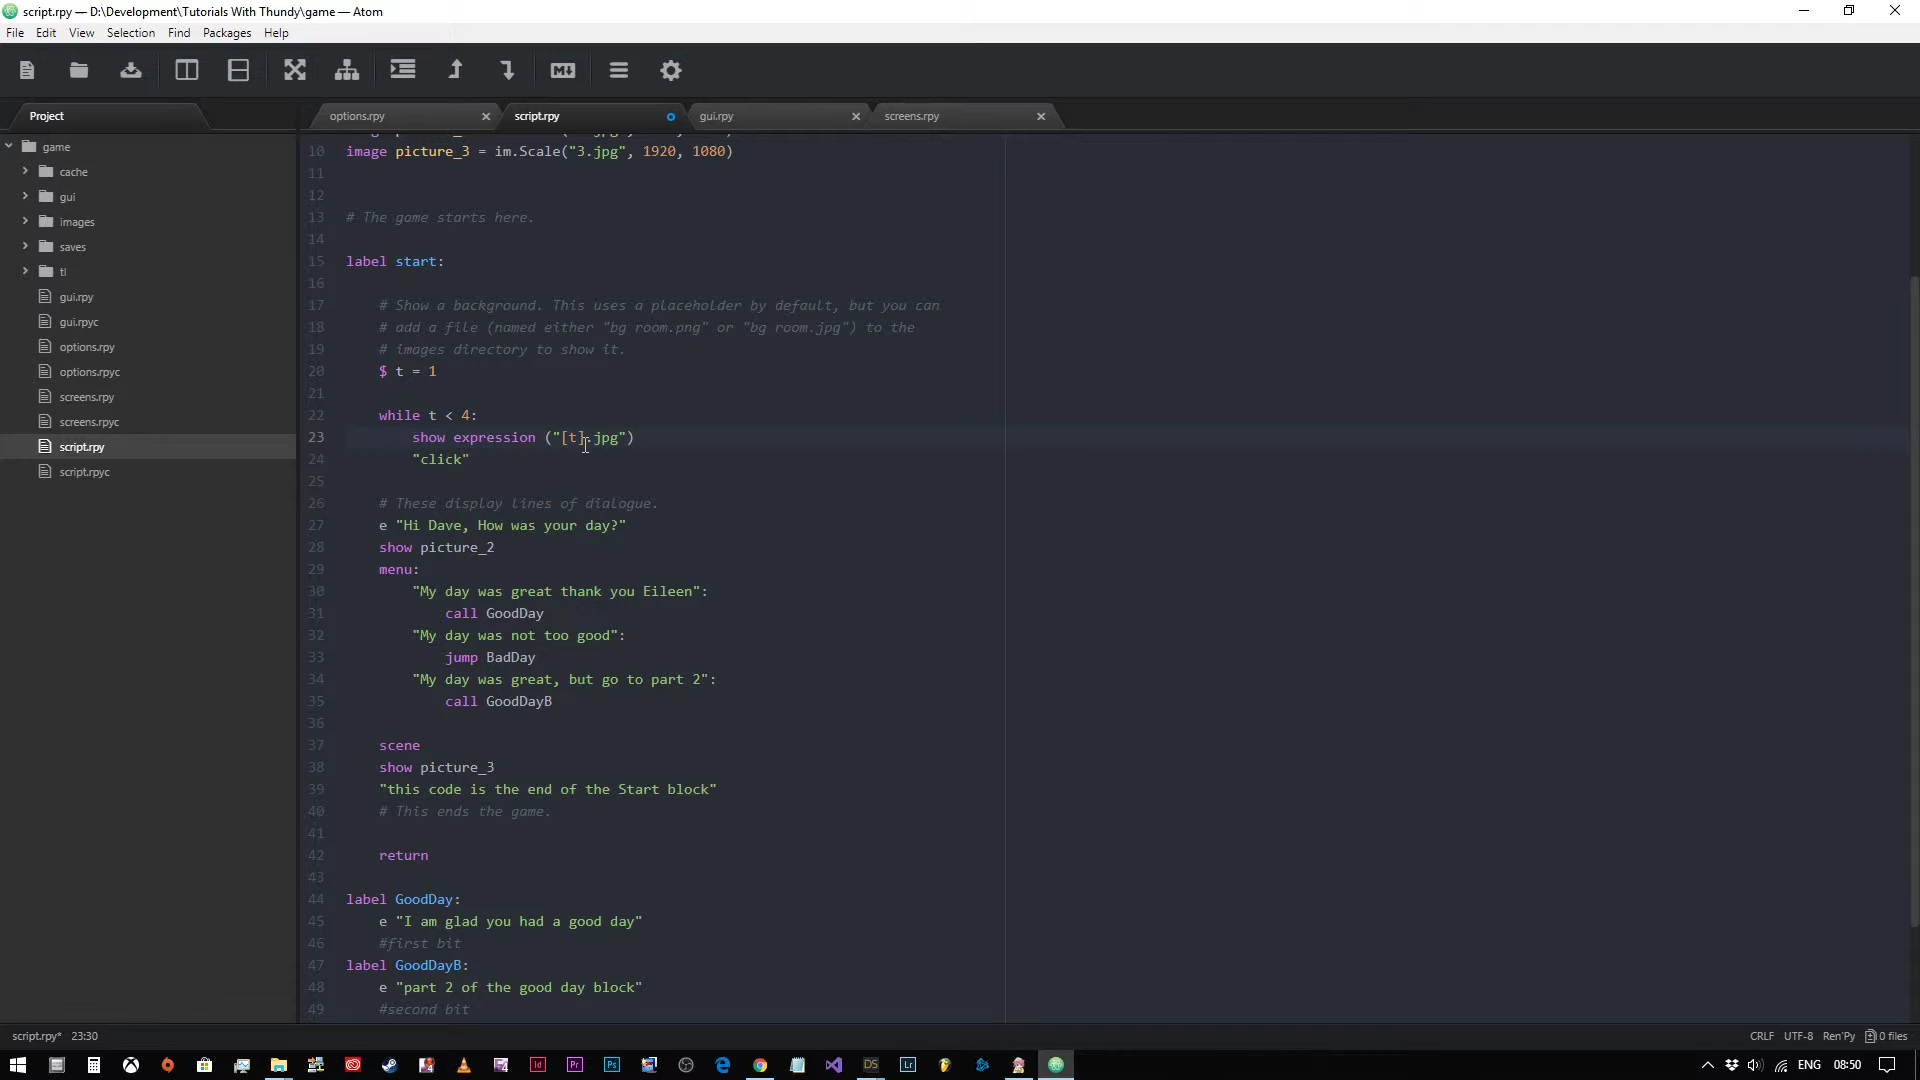 script.rpy — D:\Development\Tutorials With Thundy\game — Atom
File Edit View Selection Find Packages Help
Project
options.rpy script.rpy gui.rpy screens.rpy
game
cache
gui
images
saves
tl
gui.rpy
gui.rpyc
options.rpy
options.rpyc
screens.rpy
screens.rpyc
script.rpy
script.rpyc
10 image picture_3 = im.Scale("3.jpg", 1920, 1080)
11
12
13 # The game starts here.
14
15 label start:
16
17 # Show a background. This uses a placeholder by default, but you can
18 # add a file (named either "bg room.png" or "bg room.jpg") to the
19 # images directory to show it.
20 $ t = 1
21
22 while t < 4:
23 show expression ("[t].jpg")
24 "click"
25
26 # These display lines of dialogue.
27 e "Hi Dave, How was your day?"
28 show picture_2
29 menu:
30 "My day was great thank you Eileen":
31 call GoodDay
32 "My day was not too good":
33 jump BadDay
34 "My day was great, but go to part 2":
35 call GoodDayB
36
37 scene
38 show picture_3
39 "this code is the end of the Start block"
40 # This ends the game.
41
42 return
43
44 label GoodDay:
45 e "I am glad you had a good day"
46 #first bit
47 label GoodDayB:
48 e "part 2 of the good day block"
49 #second bit
script.rpy* 23:30 CRLF UTF-8 Ren'Py 0 files
ENG 08:50